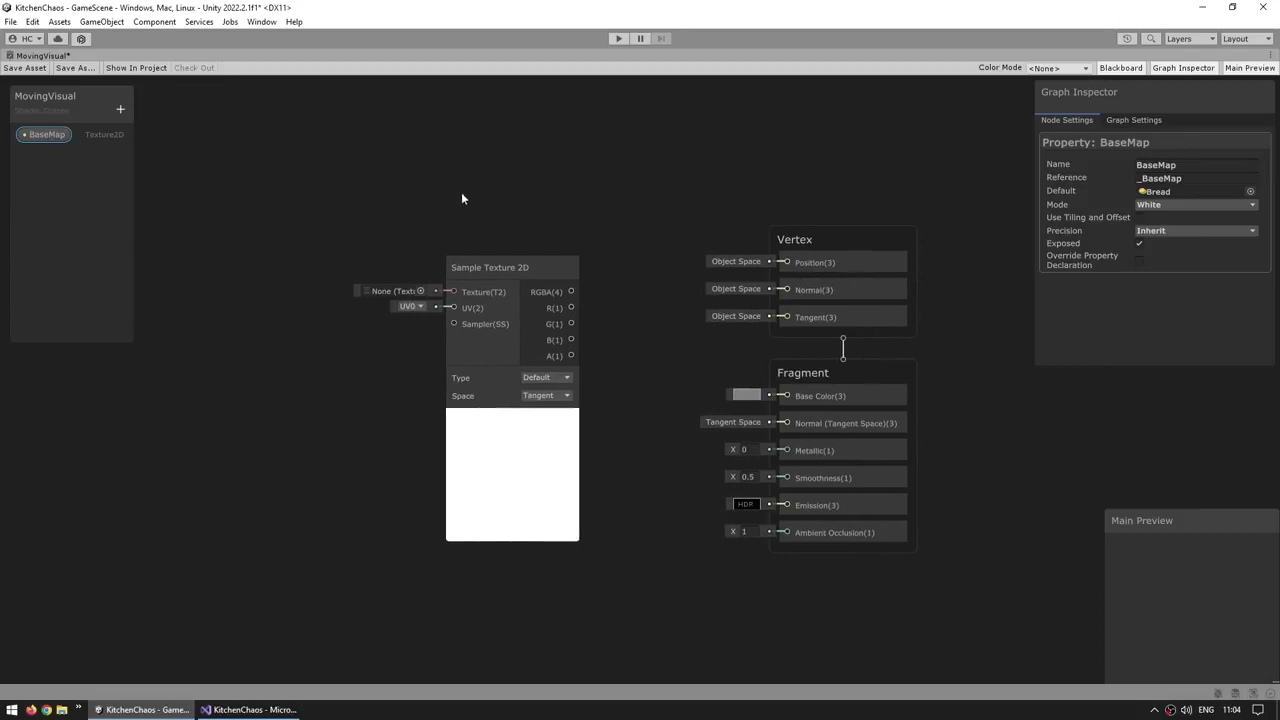 KitchenChaos - GameScene - Windows, Mac, Linux - Unity 2022.2.1f1* <DX11>
File Edit Assets GameObject Component Services Jobs Window Help
HC Layers Layout
MovingVisual*
Save Asset Save As... Show In Project Check Out Color Mode <None> Blackboard Graph Inspector Main Preview
MovingVisual
Shader Graphs
BaseMap Texture2D
Graph Inspector
Node Settings Graph Settings
Property: BaseMap
Name BaseMap
Reference _BaseMap
Default Bread
Mode White
Use Tiling and Offset
Precision Inherit
Exposed
Override Property
Declaration
Sample Texture 2D
None (Textu Texture(T2) RGBA(4)
UV0 UV(2) R(1)
Sampler(SS) G(1)
B(1)
A(1)
Type Default
Space Tangent
Vertex
Object Space Position(3)
Object Space Normal(3)
Object Space Tangent(3)
Fragment
Base Color(3)
Tangent Space Normal (Tangent Space)(3)
X 0 Metallic(1)
X 0.5 Smoothness(1)
HDR Emission(3)
X 1 Ambient Occlusion(1)
Main Preview
KitchenChaos - Game... KitchenChaos - Micro... ENG 11:04